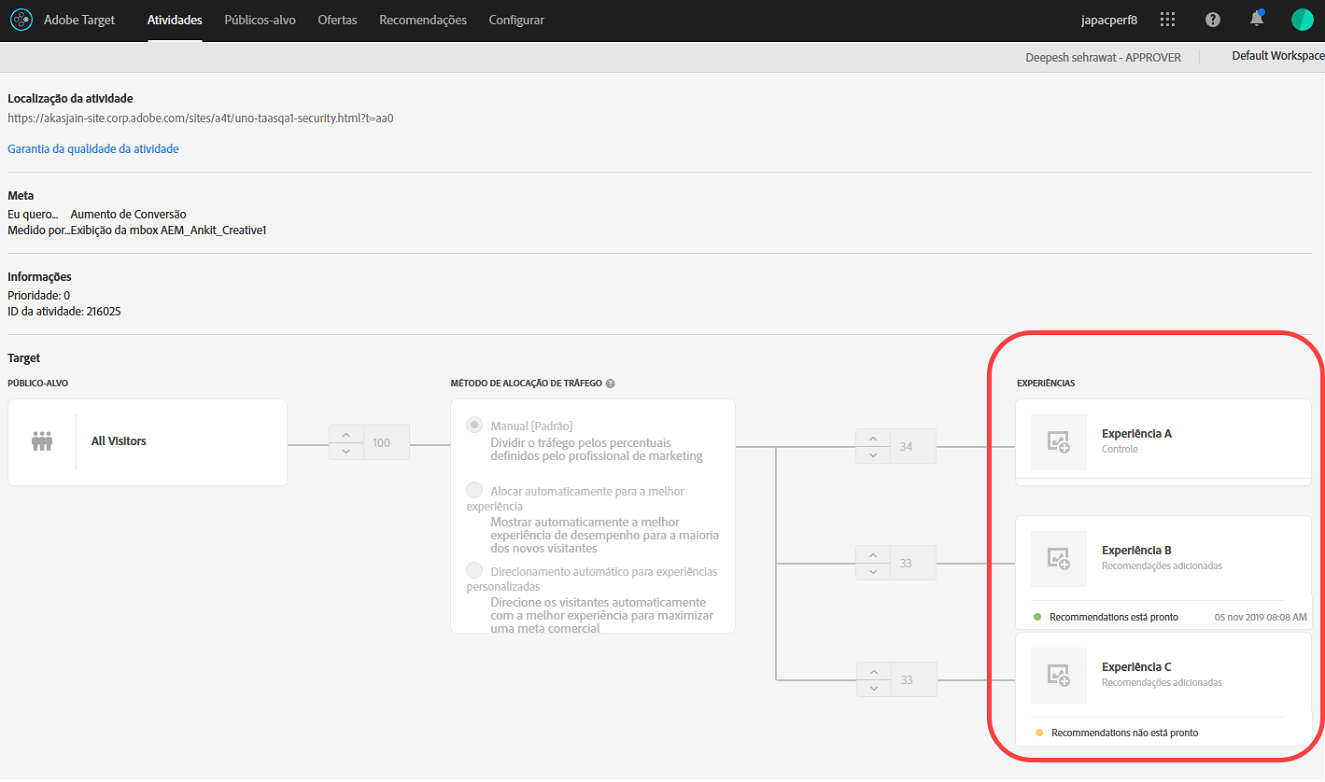 Adobe Target Atividades Públicos-alvo Ofertas Recomendações Configurar japacperf8
Deepesh sehrawat - APPROVER Default Workspace
Localização da atividade
https://akasjain-site.corp.adobe.com/sites/a4t/uno-taasqa1-security.html?t=aa0
Garantia da qualidade da atividade
Meta
Eu quero... Aumento de Conversão
Medido por...Exibição da mbox AEM_Ankit_Creative1
Informações
Prioridade: 0
ID da atividade: 216025
Target
PÚBLICO-ALVO
All Visitors
100
MÉTODO DE ALOCAÇÃO DE TRÁFEGO ?
Manual [Padrão]
Dividir o tráfego pelos percentuais
definidos pelo profissional de marketing
Alocar automaticamente para a melhor
experiência
Mostrar automaticamente a melhor
experiência de desempenho para a maioria
dos novos visitantes
Direcionamento automático para experiências
personalizadas
Direcione os visitantes automaticamente
com a melhor experiência para maximizar
uma meta comercial
34
33
33
EXPERIÊNCIAS
Experiência A
Controle
Experiência B
Recomendações adicionadas
Recommendations está pronto 05 nov 2019 08:08 AM
Experiência C
Recomendações adicionadas
Recommendations não está pronto